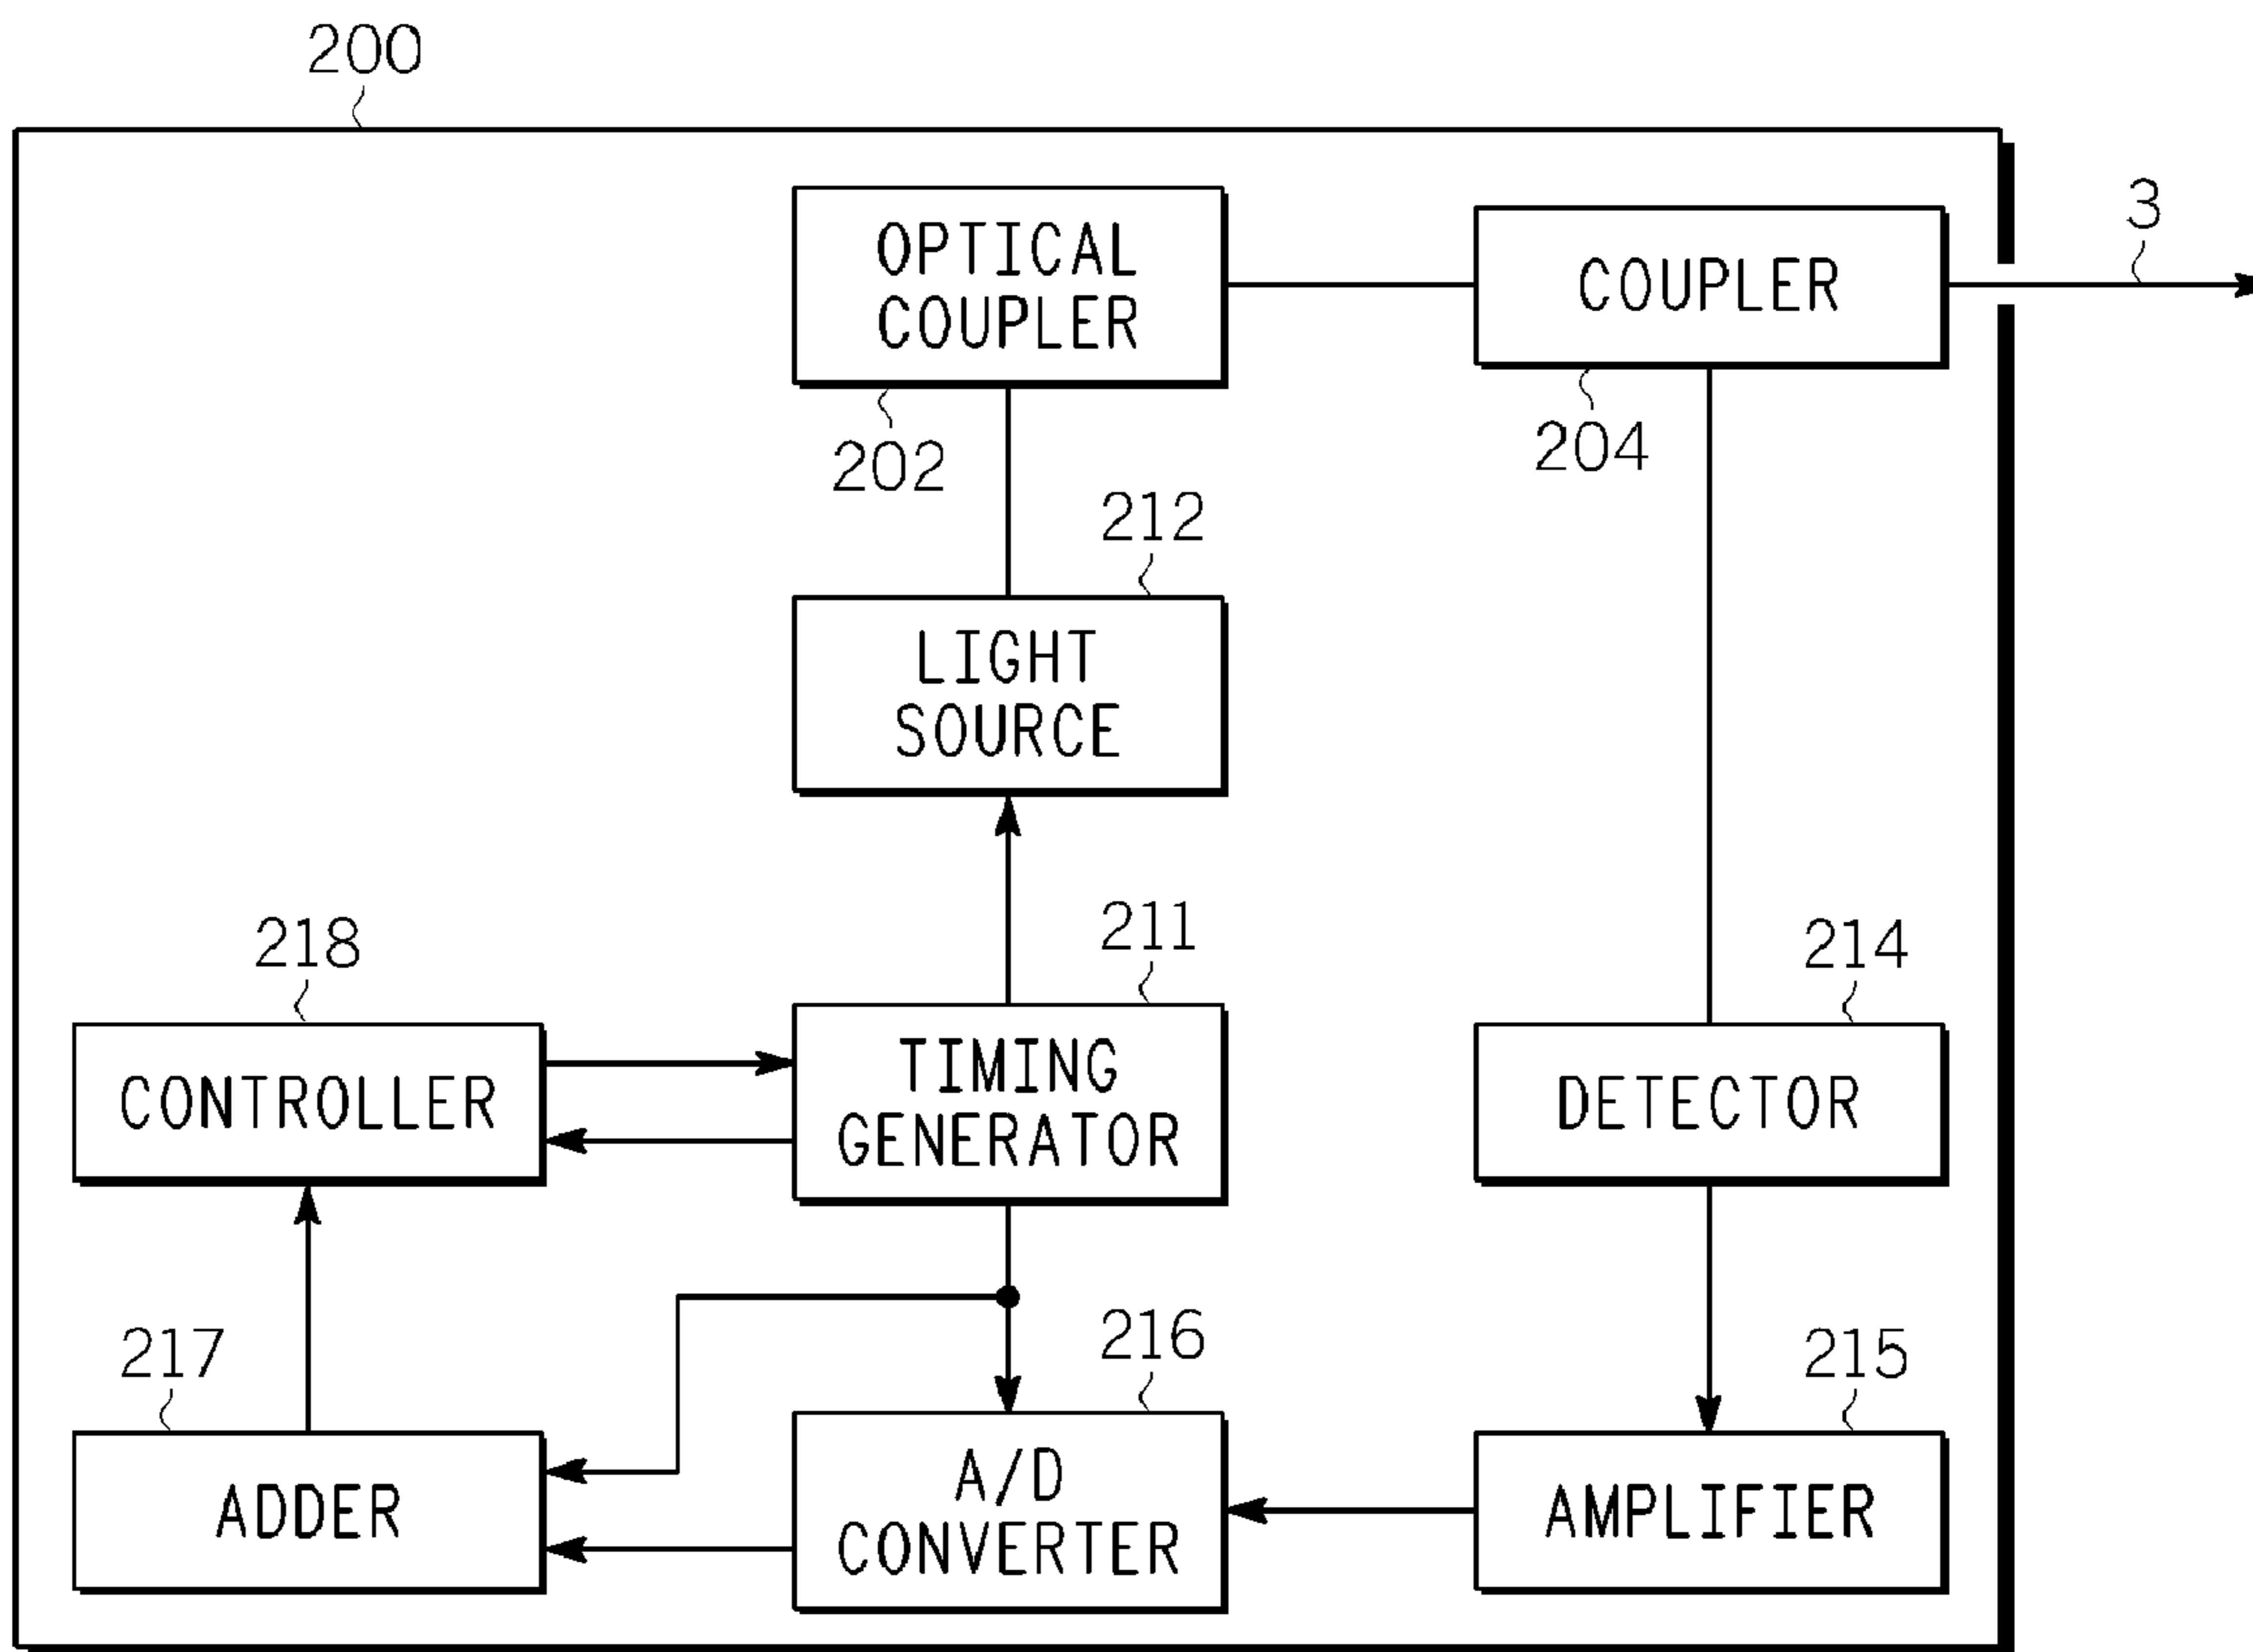 200
3
OPTICAL
COUPLER
COUPLER
202
204
212
LIGHT
SOURCE
218
211
214
CONTROLLER
TIMING
GENERATOR
DETECTOR
217
216
215
ADDER
A/D
CONVERTER
AMPLIFIER